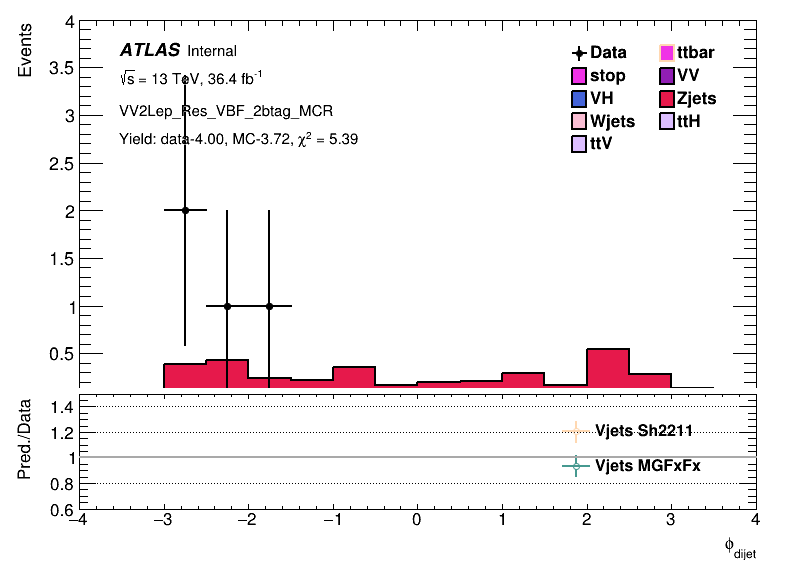 Events
4
3.5
3
2.5
2
1.5
1
0.5
ATLAS Internal
√s = 13 TeV, 36.4 fb⁻¹
VV2Lep_Res_VBF_2btag_MCR
Yield: data-4.00, MC-3.72, χ² = 5.39
Data
ttbar
stop
VV
VH
Zjets
Wjets
ttH
ttV
Pred./Data
1.4
1.2
1
0.8
0.6
Vjets Sh2211
Vjets MGFxFx
−4 −3 −2 −1 0 1 2 3 4
ϕdijet